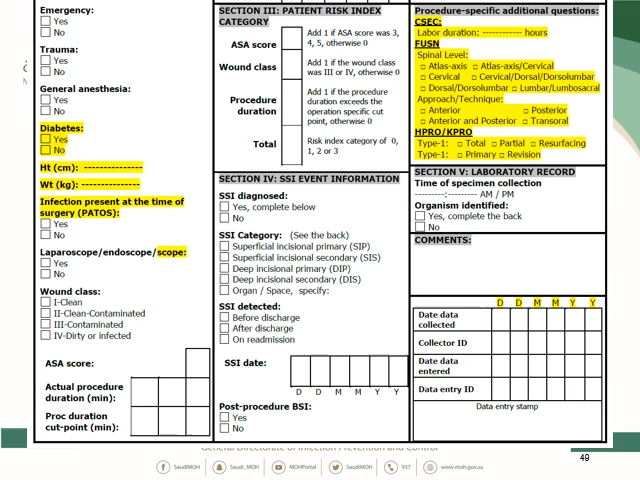 Emergency:
Yes
No
Trauma:
Yes
No
General anesthesia:
Yes
No
Diabetes:
Yes
No
Ht (cm): ---------------
Wt (kg): ---------------
Infection present at the time of
surgery (PATOS):
Yes
No
Laparoscope/endoscope/scope:
Yes
No
Wound class:
I-Clean
II-Clean-Contaminated
III-Contaminated
IV-Dirty or infected
ASA score:
Actual procedure
duration (min):
Proc duration
cut-point (min):
SECTION III: PATIENT RISK INDEX
CATEGORY
ASA score
Add 1 if ASA score was 3,
4, 5, otherwise 0
Wound class
Add 1 if the wound class
was III or IV, otherwise 0
Procedure
duration
Add 1 if the procedure
duration exceeds the
operation specific cut
point, otherwise 0
Total
Risk index category of 0,
1, 2 or 3
SECTION IV: SSI EVENT INFORMATION
SSI diagnosed:
Yes, complete below
No
SSI Category: (See the back)
Superficial incisional primary (SIP)
Superficial incisional secondary (SIS)
Deep incisional primary (DIP)
Deep incisional secondary (DIS)
Organ / Space, specify:
SSI detected:
Before discharge
After discharge
On readmission
SSI date:
D D M M Y Y
Post-procedure BSI:
Yes
No
Procedure-specific additional questions:
CSEC:
Labor duration: ------------ hours
FUSN
Spinal Level:
□ Atlas-axis □ Atlas-axis/Cervical
□ Cervical □ Cervical/Dorsal/Dorsolumbar
□ Dorsal/Dorsolumbar □ Lumbar/Lumbosacral
Approach/Technique:
□ Anterior □ Posterior
□ Anterior and Posterior □ Transoral
HPRO/KPRO
Type-1: □ Total □ Partial □ Resurfacing
Type-1: □ Primary □ Revision
SECTION V: LABORATORY RECORD
Time of specimen collection
---------:--------- AM / PM
Organism identified:
Yes, complete the back
No
COMMENTS:
D D M M Y Y
Date data
collected
Collector ID
Date data
entered
Data entry ID
Data entry stamp
General Directorate of Infection Prevention and Control
49
SaudiMOH
Saudi_MOH
MOHPortal
SaudiMOH
937
www.moh.gov.sa